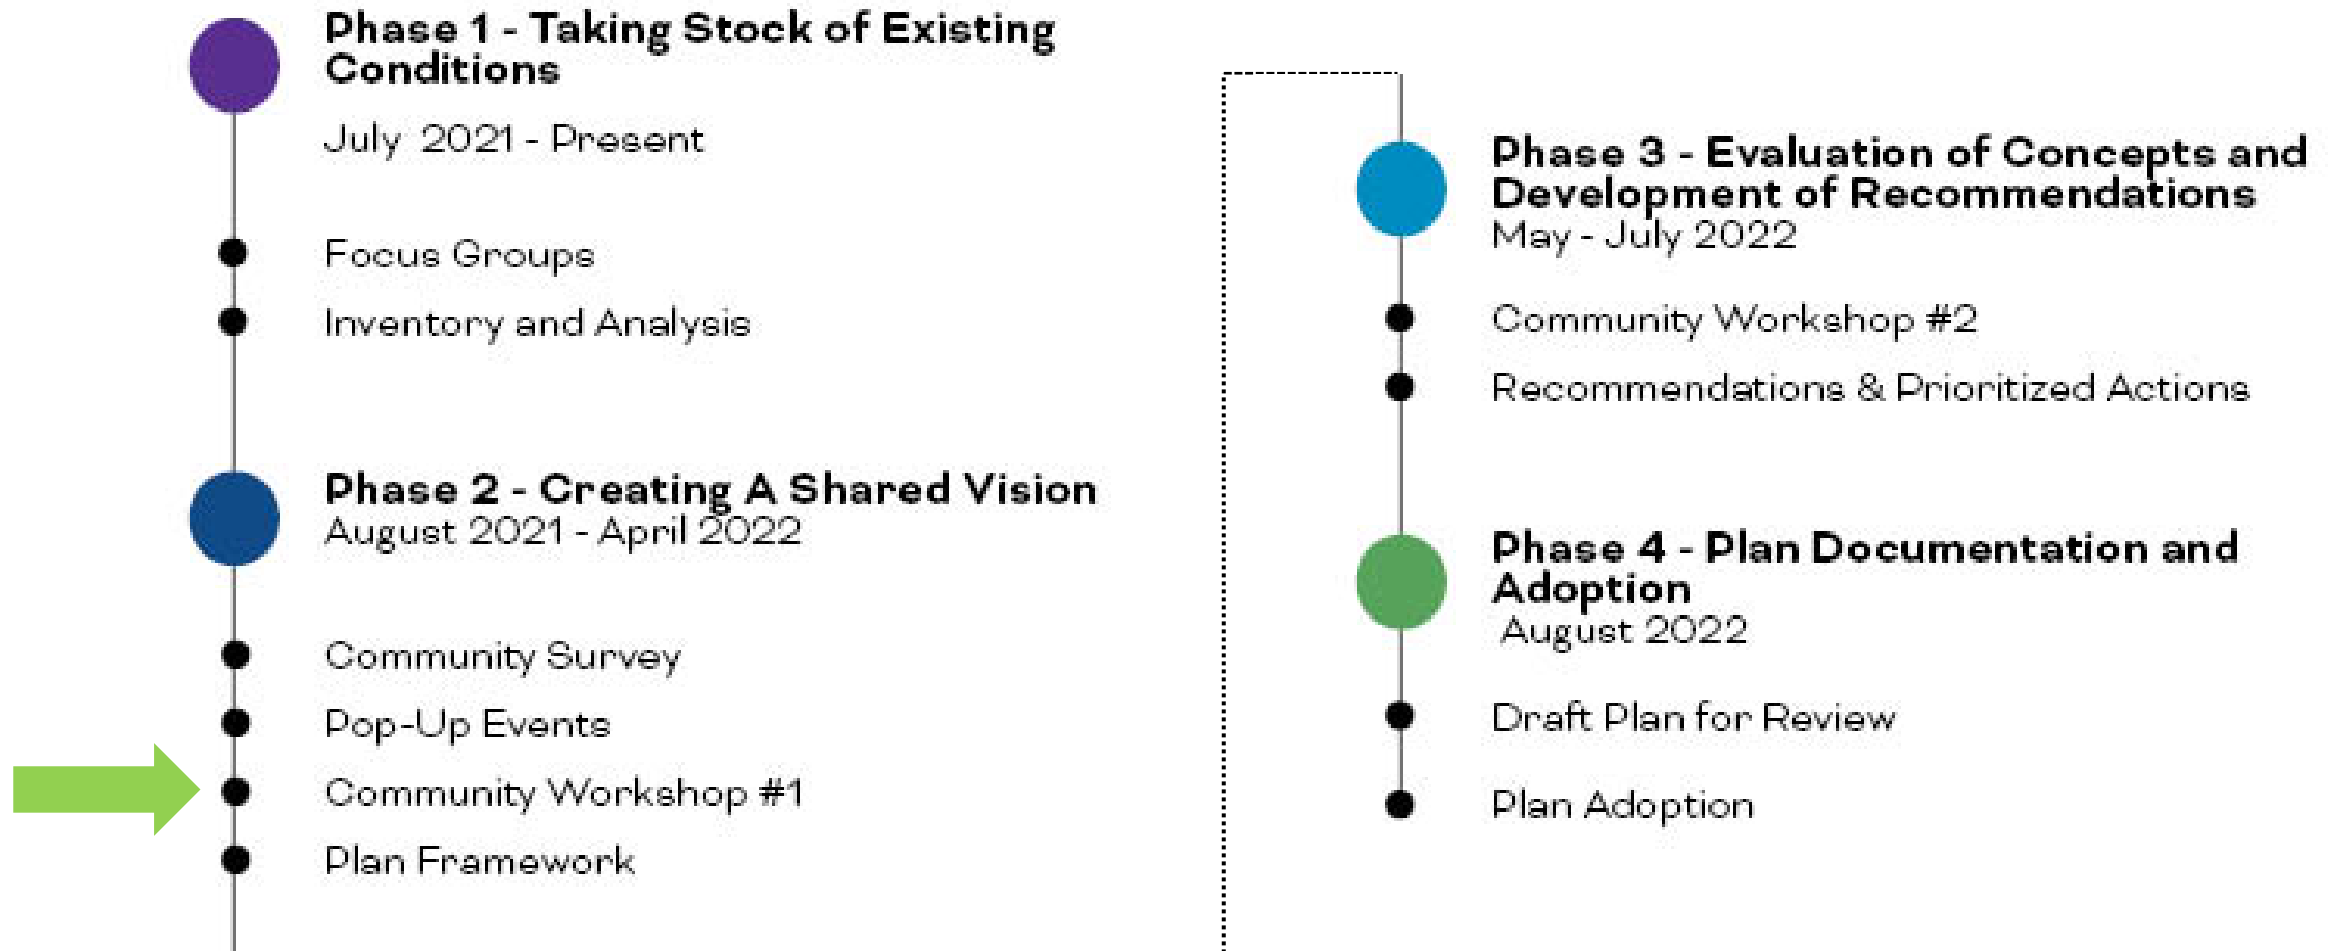 Phase 1 - Taking Stock of Existing
Conditions
July 2021 - Present
Focus Groups
Inventory and Analysis
Phase 2 - Creating A Shared Vision
August 2021 - April 2022
Community Survey
Pop-Up Events
Community Workshop #1
Plan Framework
Phase 3 - Evaluation of Concepts and
Development of Recommendations
May - July 2022
Community Workshop #2
Recommendations & Prioritized Actions
Phase 4 - Plan Documentation and
Adoption
August 2022
Draft Plan for Review
Plan Adoption